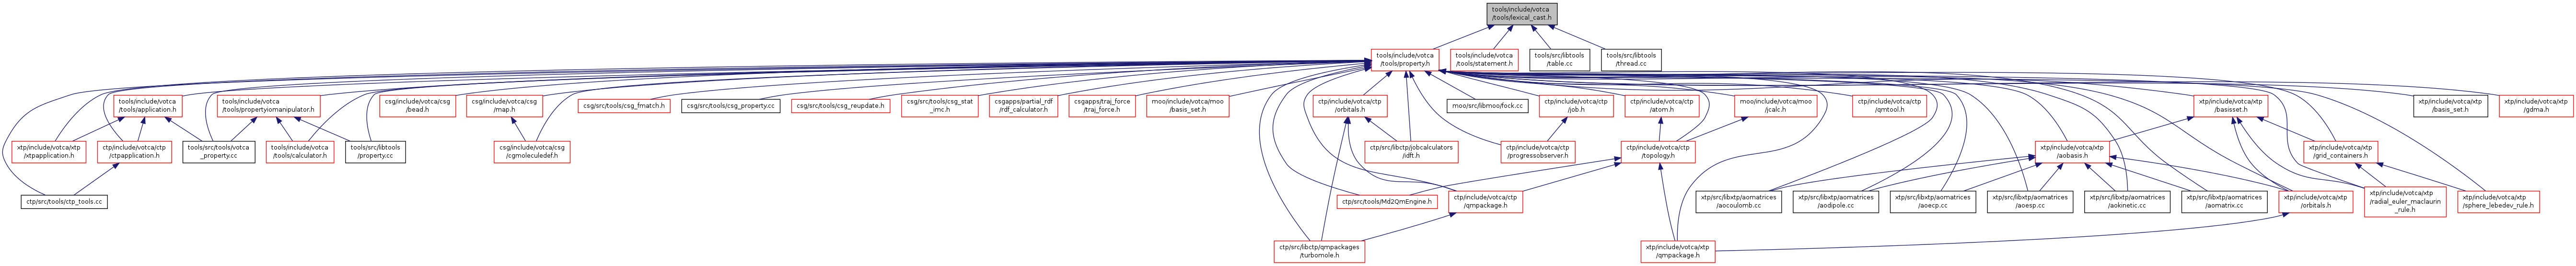 tools/include/votca
/tools/lexical_cast.h
tools/include/votca
/tools/property.h
tools/include/votca
/tools/statement.h
tools/src/libtools
/table.cc
tools/src/libtools
/thread.cc
tools/include/votca
/tools/application.h
tools/include/votca
/tools/propertyiomanipulator.h
csg/include/votca/csg
/bead.h
csg/include/votca/csg
/map.h
csg/src/tools/csg_fmatch.h
csg/src/tools/csg_property.cc
csg/src/tools/csg_reupdate.h
csg/src/tools/csg_stat
_imc.h
csgapps/partial_rdf
/rdf_calculator.h
csgapps/traj_force
/traj_force.h
moo/include/votca/moo
/basis_set.h
ctp/include/votca/ctp
/orbitals.h
moo/src/libmoo/fock.cc
ctp/include/votca/ctp
/job.h
ctp/include/votca/ctp
/atom.h
moo/include/votca/moo
/jcalc.h
ctp/include/votca/ctp
/qmtool.h
xtp/include/votca/xtp
/basisset.h
xtp/include/votca/xtp
/basis_set.h
xtp/include/votca/xtp
/gdma.h
xtp/include/votca/xtp
/xtpapplication.h
ctp/include/votca/ctp
/ctpapplication.h
tools/src/tools/votca
_property.cc
tools/include/votca
/tools/calculator.h
tools/src/libtools
/property.cc
csg/include/votca/csg
/cgmoleculedef.h
ctp/src/libctp/jobcalculators
/idft.h
ctp/include/votca/ctp
/progressobserver.h
ctp/include/votca/ctp
/topology.h
xtp/include/votca/xtp
/aobasis.h
xtp/include/votca/xtp
/grid_containers.h
ctp/src/tools/ctp_tools.cc
ctp/src/tools/Md2QmEngine.h
ctp/include/votca/ctp
/qmpackage.h
xtp/src/libxtp/aomatrices
/aocoulomb.cc
xtp/src/libxtp/aomatrices
/aodipole.cc
xtp/src/libxtp/aomatrices
/aoecp.cc
xtp/src/libxtp/aomatrices
/aoesp.cc
xtp/src/libxtp/aomatrices
/aokinetic.cc
xtp/src/libxtp/aomatrices
/aomatrix.cc
xtp/include/votca/xtp
/orbitals.h
xtp/include/votca/xtp
/radial_euler_maclaurin
_rule.h
xtp/include/votca/xtp
/sphere_lebedev_rule.h
ctp/src/libctp/qmpackages
/turbomole.h
xtp/include/votca/xtp
/qmpackage.h